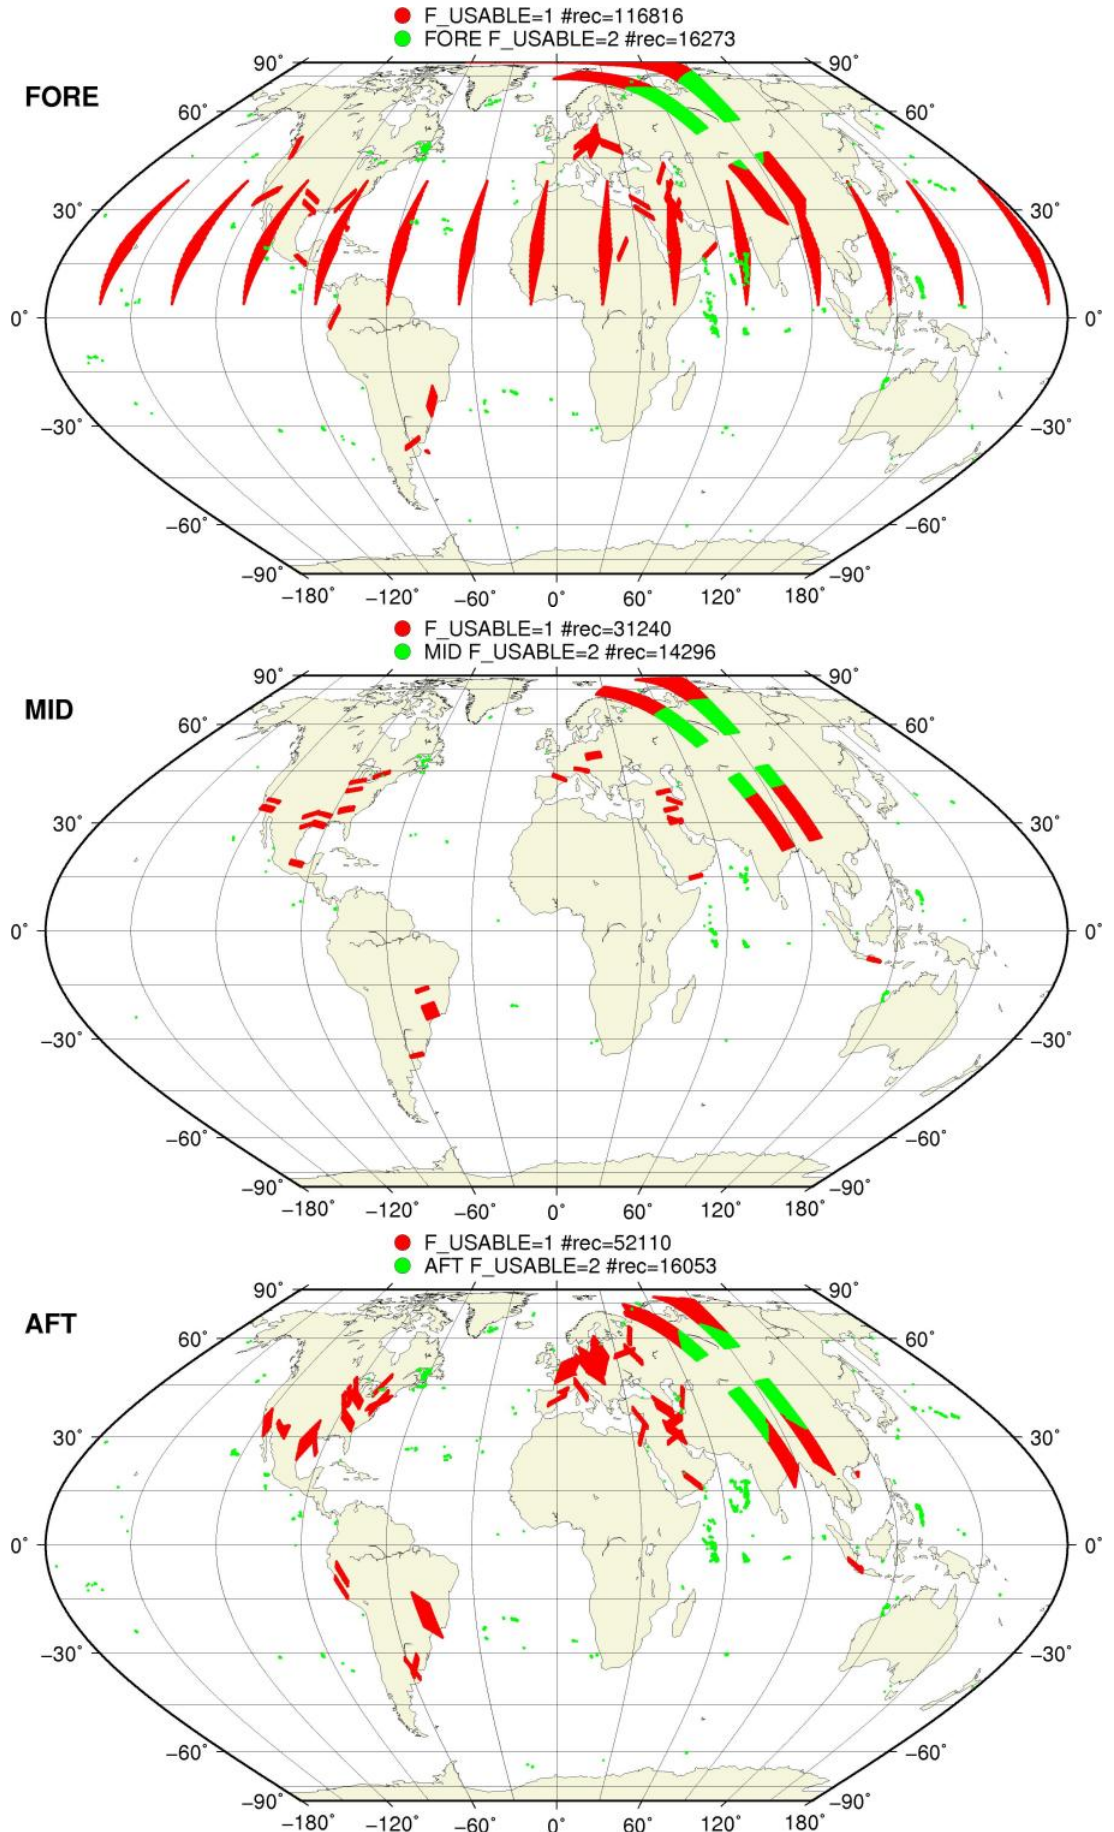 F_USABLE=1 #rec=116816
FORE F_USABLE=2 #rec=16273
FORE
90° 90°
60° 60°
30° 30°
0° 0°
−30° −30°
−60° −60°
−90° −90°
−180° −120° −60° 0° 60° 120° 180°
F_USABLE=1 #rec=31240
MID F_USABLE=2 #rec=14296
MID
90° 90°
60° 60°
30° 30°
0° 0°
−30° −30°
−60° −60°
−90° −90°
−180° −120° −60° 0° 60° 120° 180°
F_USABLE=1 #rec=52110
AFT F_USABLE=2 #rec=16053
AFT
90° 90°
60° 60°
30° 30°
0° 0°
−30° −30°
−60° −60°
−90° −90°
−180° −120° −60° 0° 60° 120° 180°